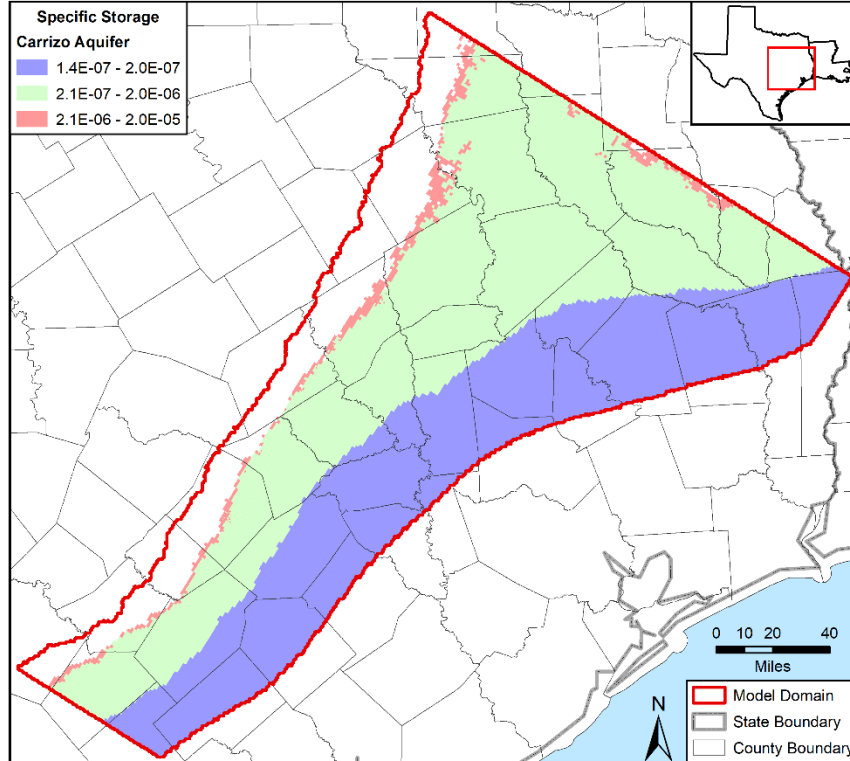 Specific Storage
Carrizo Aquifer
1.4E-07 - 2.0E-07
2.1E-07 - 2.0E-06
2.1E-06 - 2.0E-05
0 10 20 40
Miles
N
Model Domain
State Boundary
County Boundary